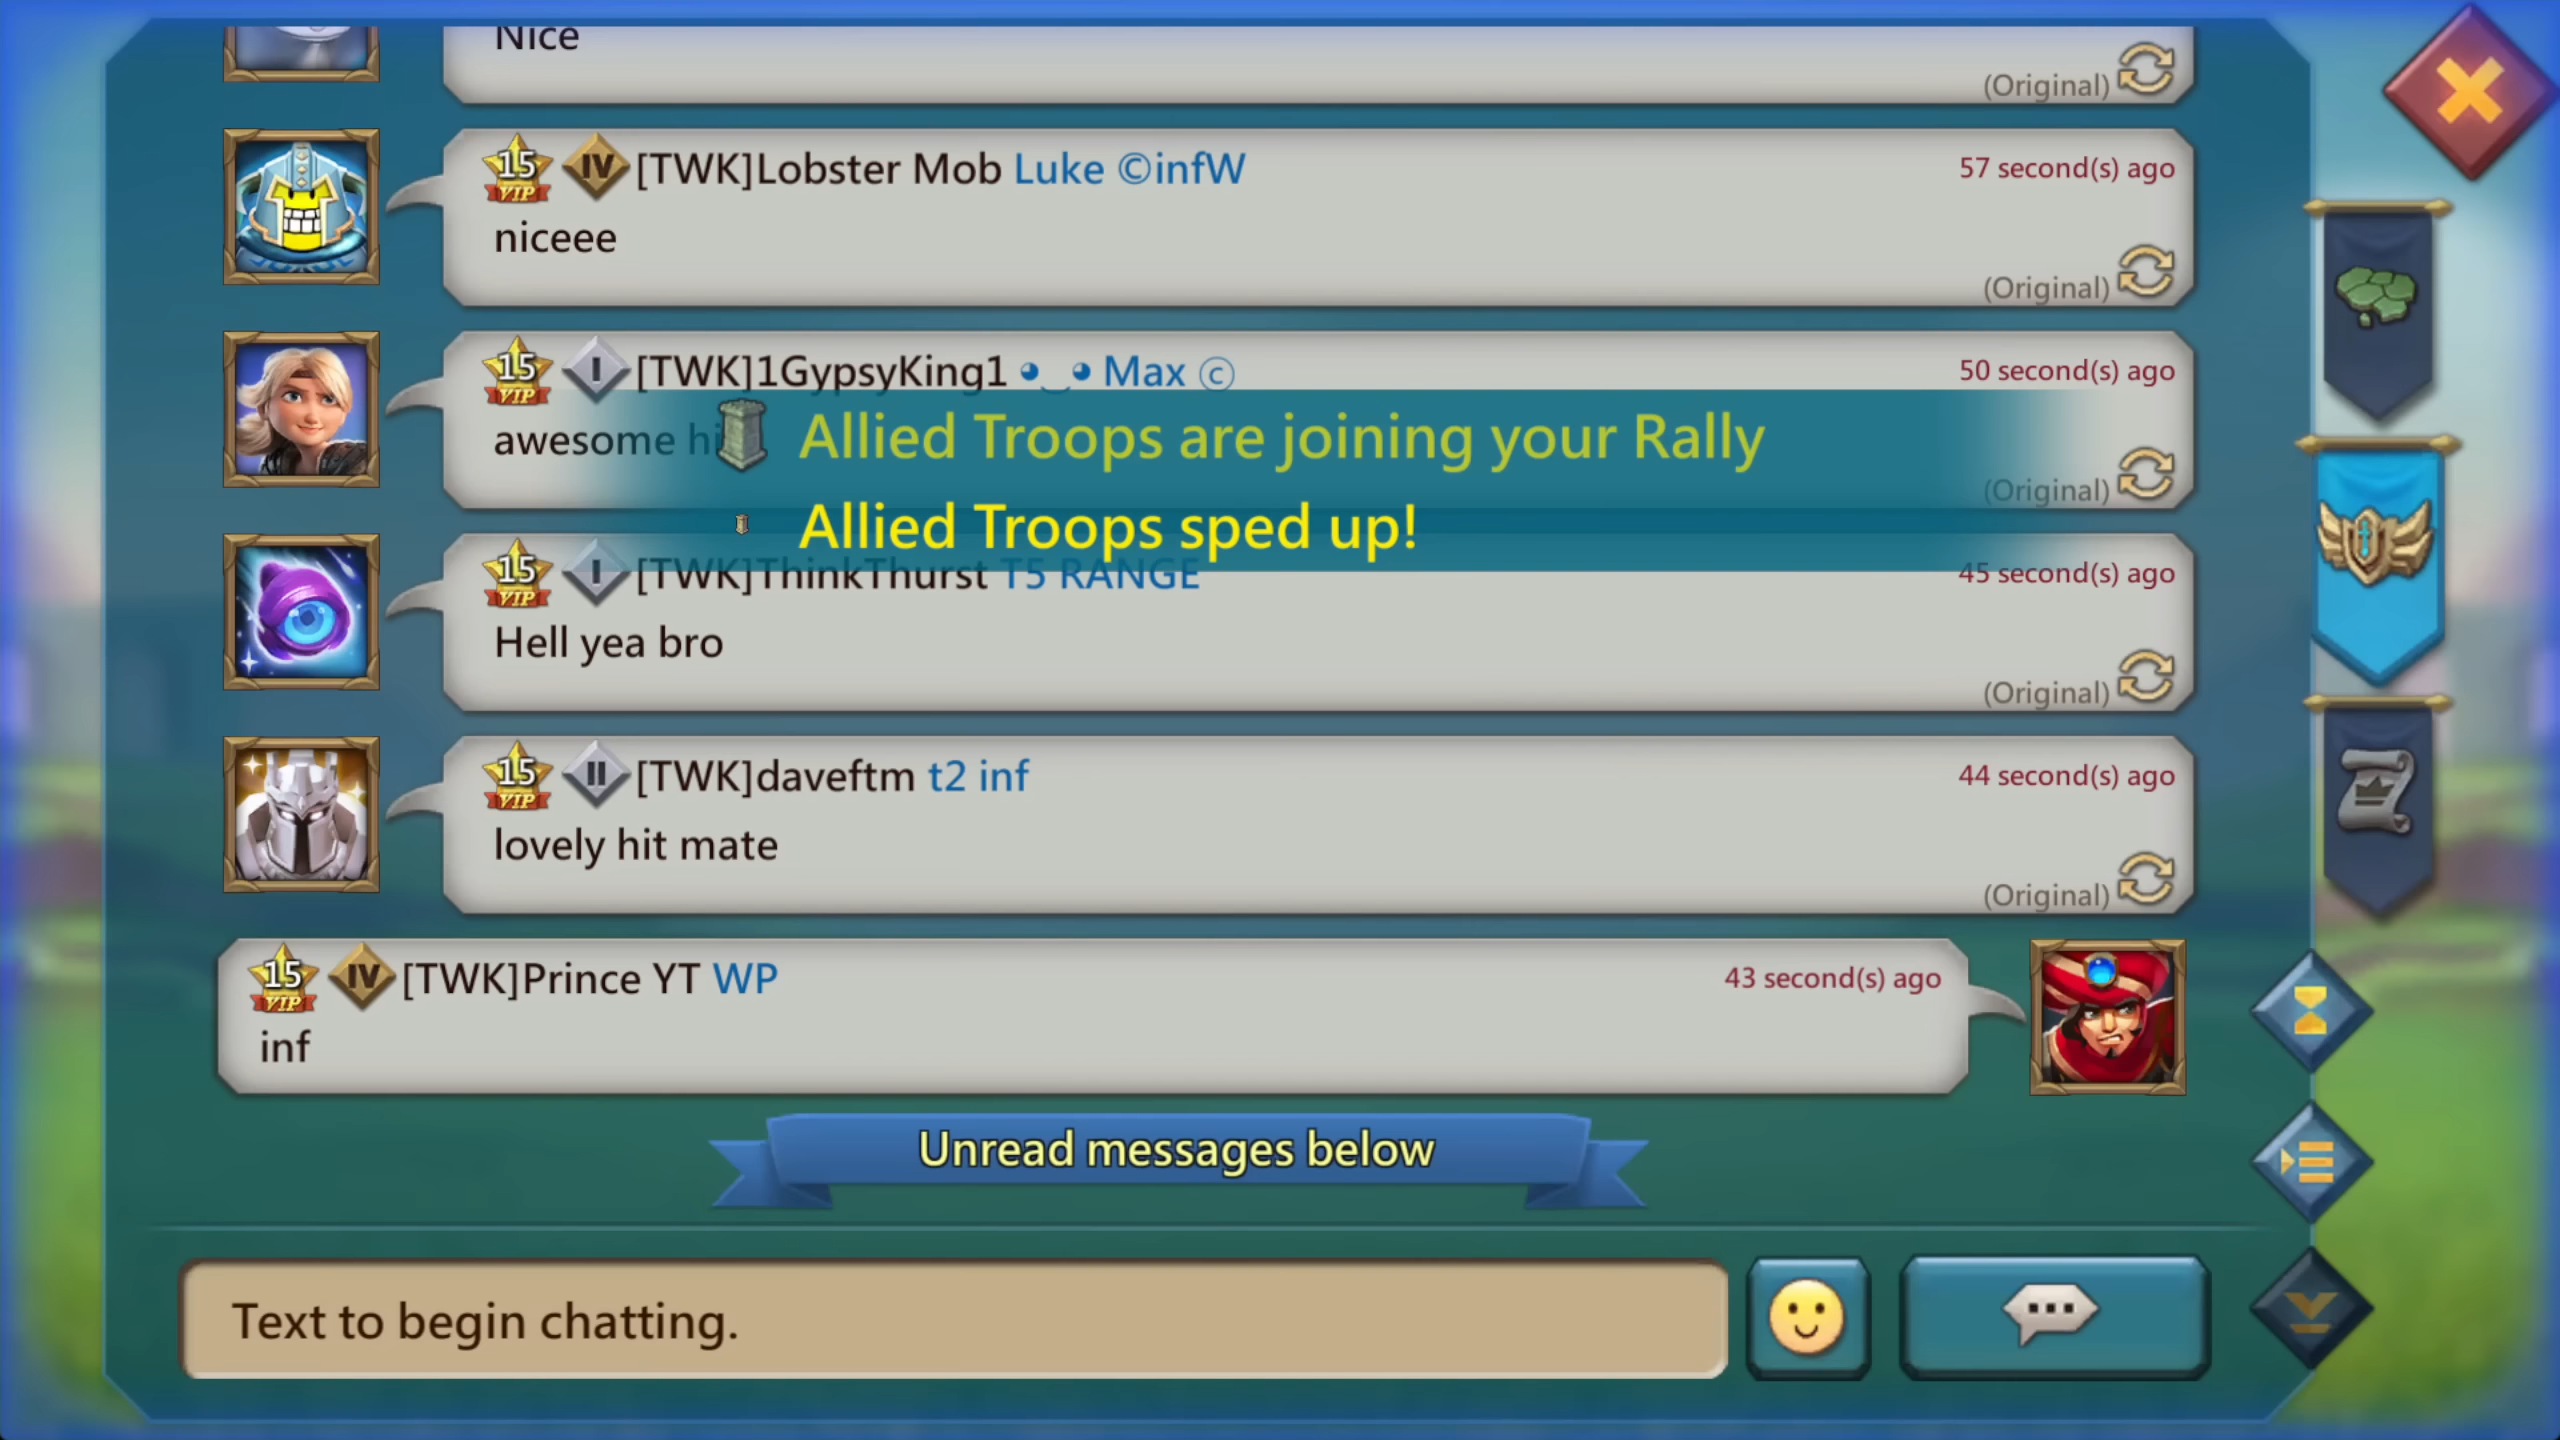 Nice
(Original)
15 VIP IV [TWK]Lobster Mob Luke ©infW 57 second(s) ago
niceee
(Original)
15 VIP I [TWK]1GypsyKing1 ◕‿◕ Max ⓒ 50 second(s) ago
awesome
Allied Troops are joining your Rally
(Original)
Allied Troops sped up!
15 VIP I [TWK]ThinkThurst T5 RANGE 45 second(s) ago
Hell yea bro
(Original)
15 VIP II [TWK]daveftm t2 inf 44 second(s) ago
lovely hit mate
(Original)
15 VIP IV [TWK]Prince YT WP 43 second(s) ago
inf
Unread messages below
Text to begin chatting.